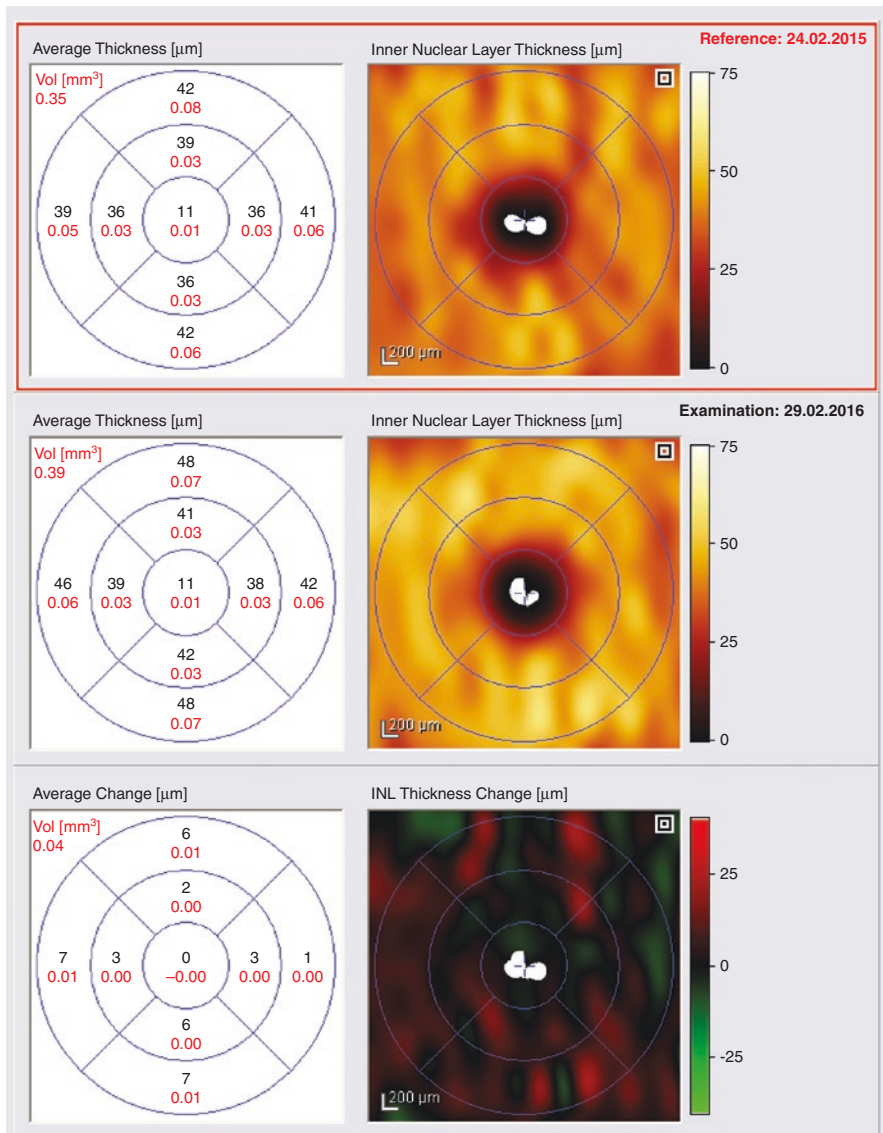 Reference: 24.02.2015
Average Thickness [µm]
Vol [mm³]
0.35
42
0.08
39
0.03
39 36 11 36 41
0.05 0.03 0.01 0.03 0.06
36
0.03
42
0.06
Inner Nuclear Layer Thickness [µm]
200 µm
75
50
25
0
Examination: 29.02.2016
Average Thickness [µm]
Vol [mm³]
0.39
48
0.07
41
0.03
46 39 11 38 42
0.06 0.03 0.01 0.03 0.06
42
0.03
48
0.07
Inner Nuclear Layer Thickness [µm]
200 µm
75
50
25
0
Average Change [µm]
Vol [mm³]
0.04
6
0.01
2
0.00
7 3 0 3 1
0.01 0.00 –0.00 0.00 0.00
6
0.00
7
0.01
INL Thickness Change [µm]
200 µm
25
0
-25